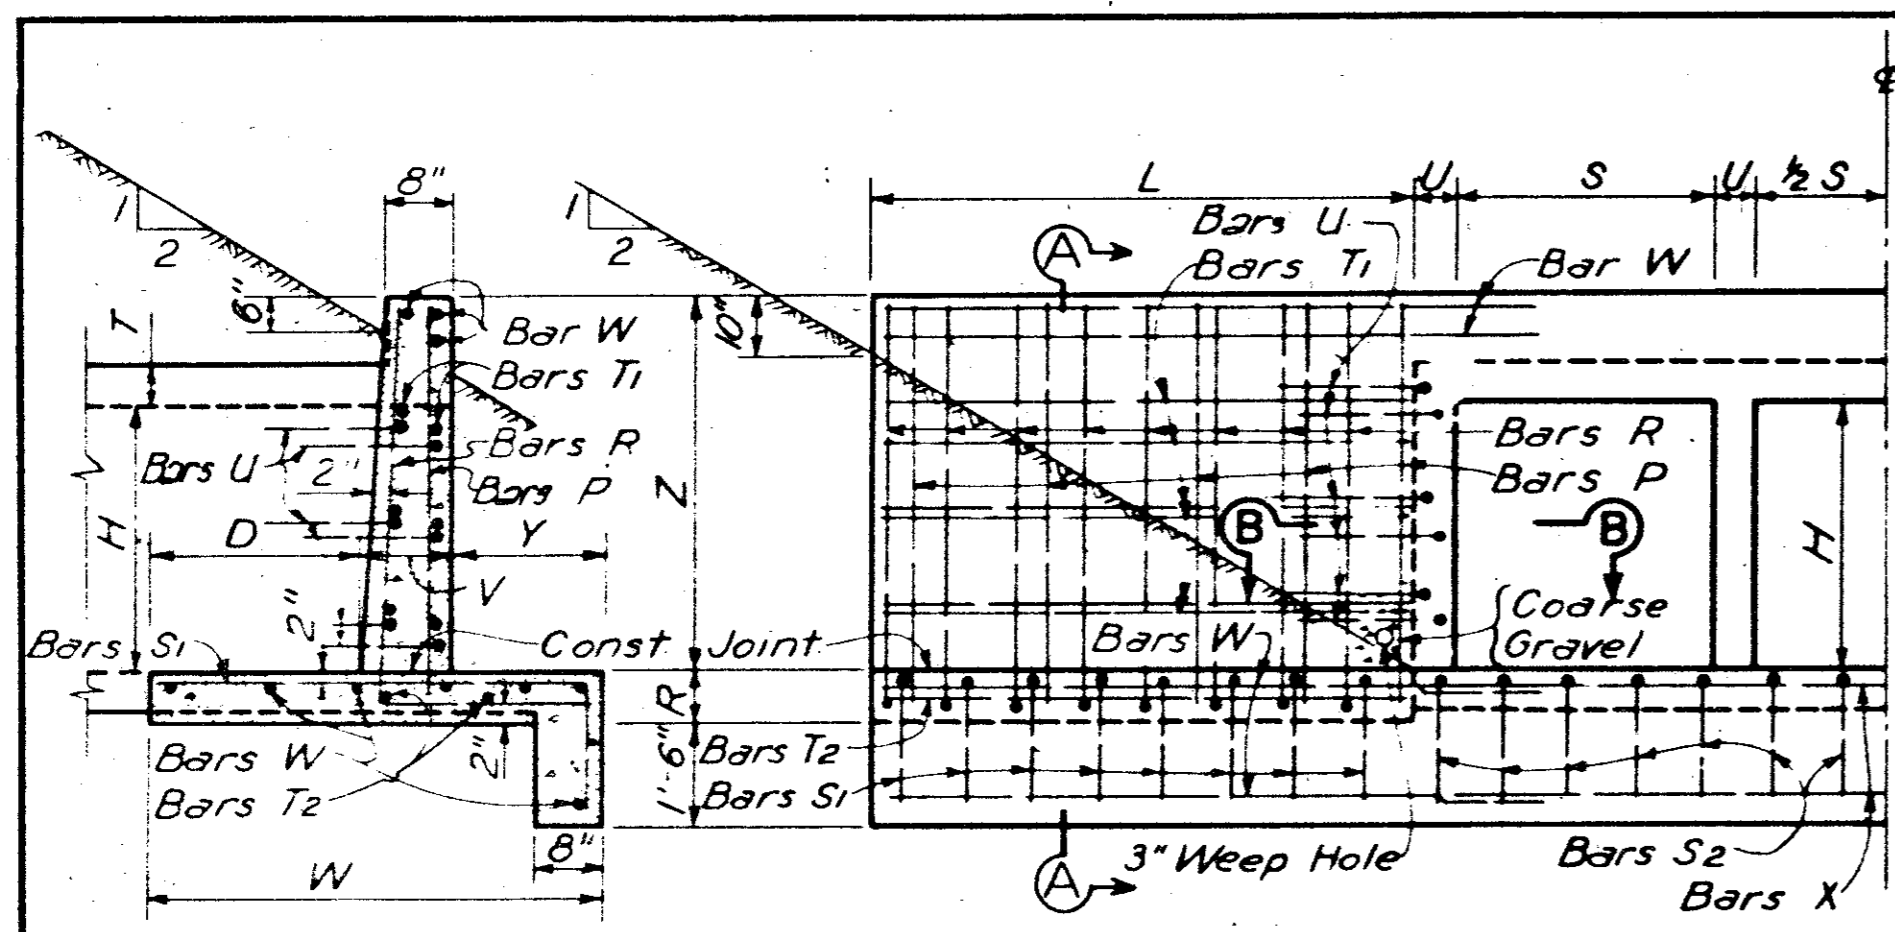 ℄
8"
L
U
S
U
½ S
1
2
1
2
Bars U
A
Bars T1
Bar W
6"
10"
T
Bar W
Bars T1
Bars R
Bars U
2"
Bars P
Z
Bars R
Bars P
H
D
Y
V
B
B
H
2"
Coarse
Gravel
Bars S1
Const. Joint
Bars W
R
Bars W
2"
1'-6"
Bars T2
Bars T2
Bars S1
8"
W
A
3" Weep Hole
Bars S2
Bars X